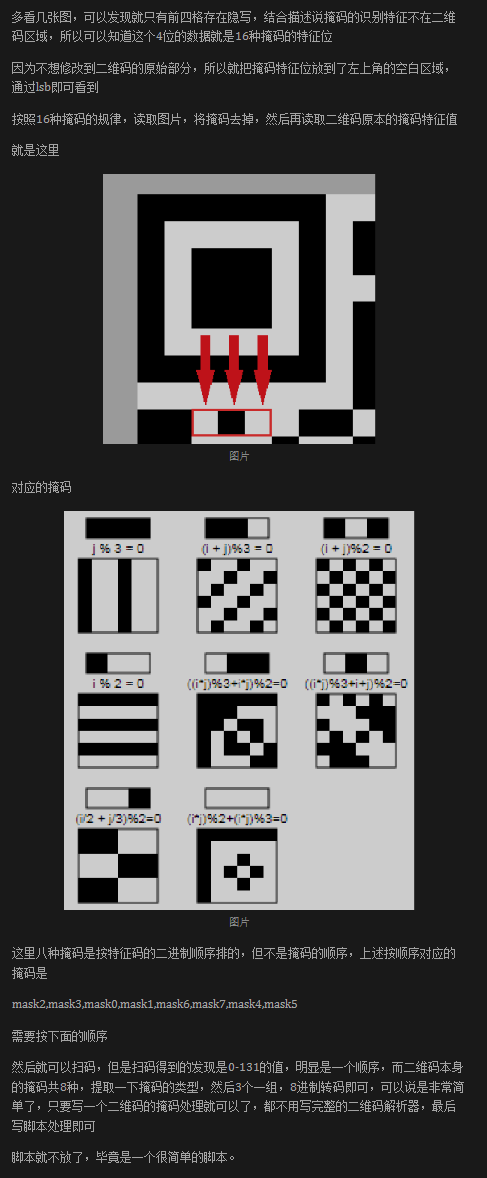 多看几张图，可以发现就只有前四格存在隐写，结合描述说掩码的识别特征不在二维
码区域，所以可以知道这个4位的数据就是16种掩码的特征位
因为不想修改到二维码的原始部分，所以就把掩码特征位放到了左上角的空白区域，
通过lsb即可看到
按照16种掩码的规律，读取图片，将掩码去掉，然后再读取二维码原本的掩码特征值
就是这里
图片
对应的掩码
j % 3 = 0
(i + j)%3 = 0
(i + j)%2 = 0
i % 2 = 0
((i*j)%3+i*j)%2=0
((i*j)%3+i+j)%2=0
(i/2 + j/3)%2=0
(i*j)%2+(i*j)%3=0
图片
这里八种掩码是按特征码的二进制顺序排的，但不是掩码的顺序，上述按顺序对应的
掩码是
mask2,mask3,mask0,mask1,mask6,mask7,mask4,mask5
需要按下面的顺序
然后就可以扫码，但是扫码得到的发现是0-131的值，明显是一个顺序，而二维码本身
的掩码共8种，提取一下掩码的类型，然后3个一组，8进制转码即可，可以说是非常简
单了，只要写一个二维码的掩码处理就可以了，都不用写完整的二维码解析器，最后
写脚本处理即可
脚本就不放了，毕竟是一个很简单的脚本。